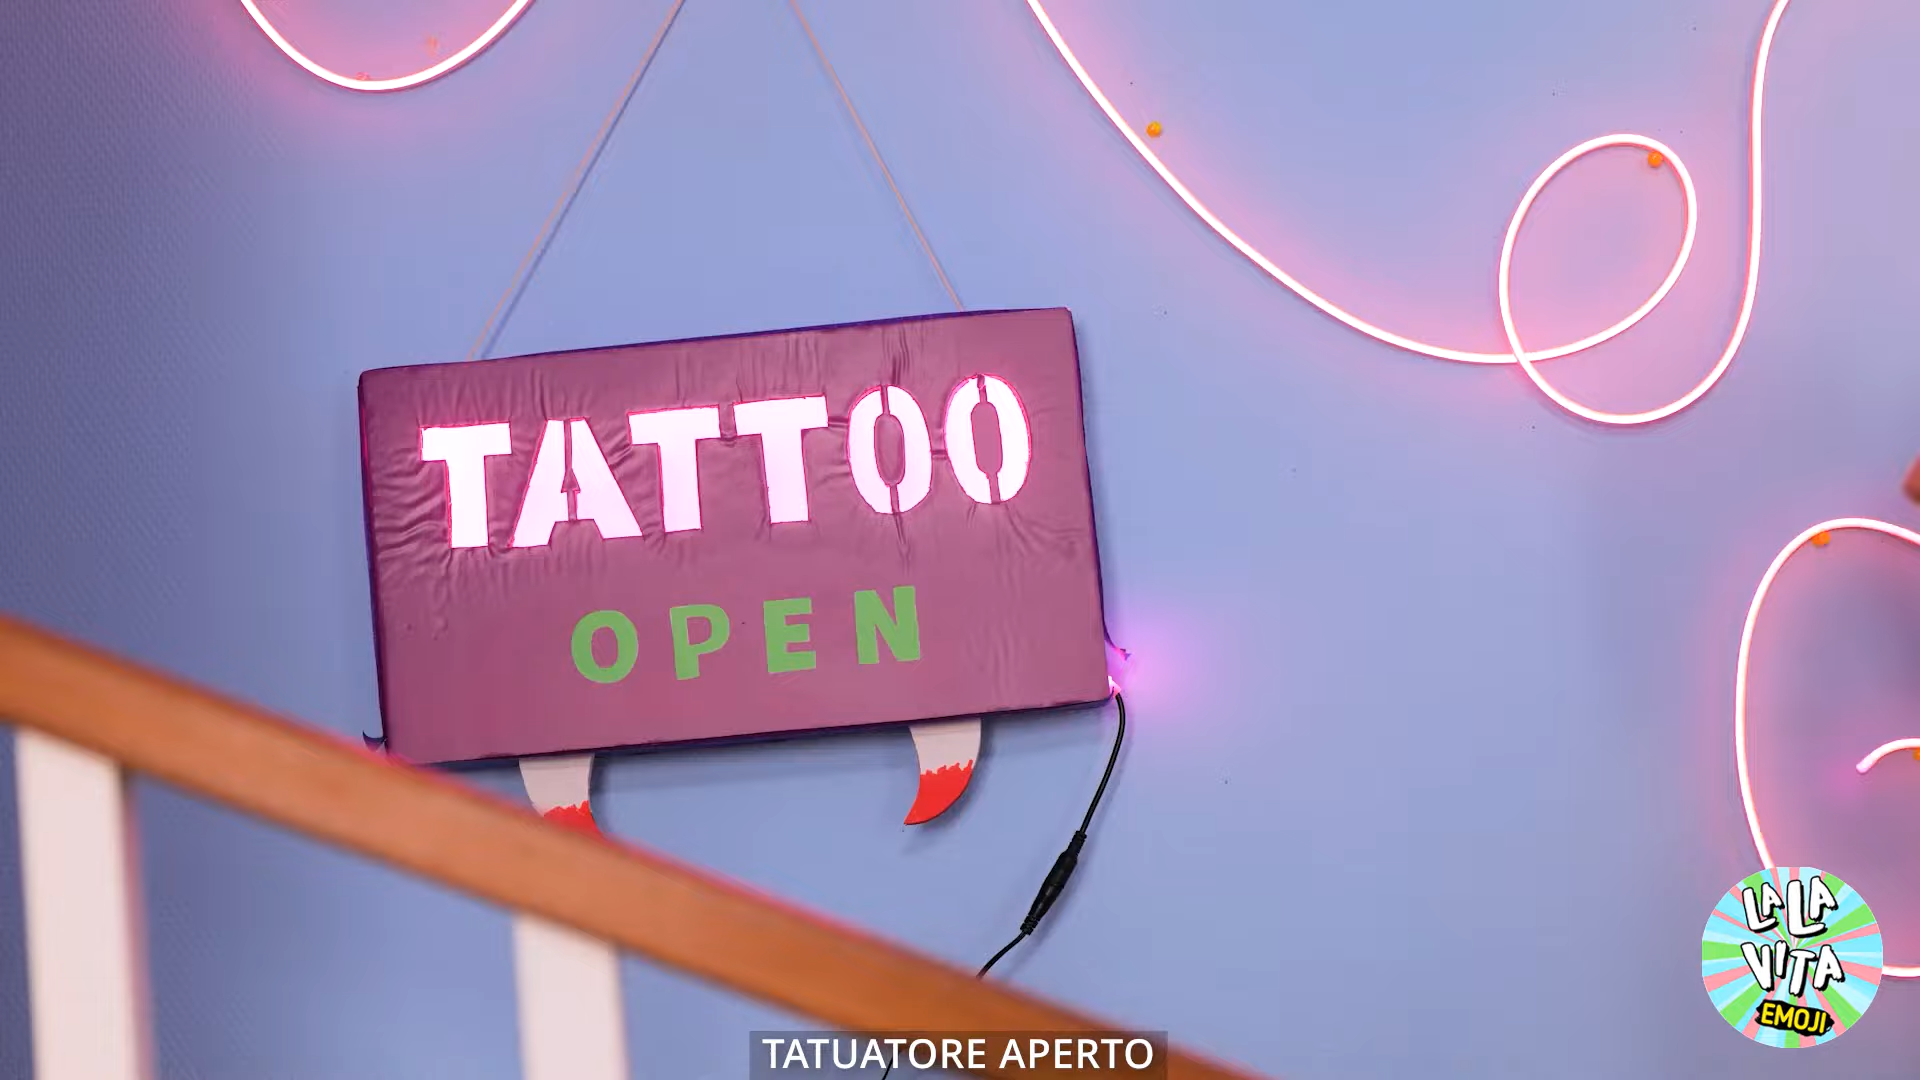 TATTOO
OPEN
LA LA
VITA
EMOJI
TATUATORE APERTO